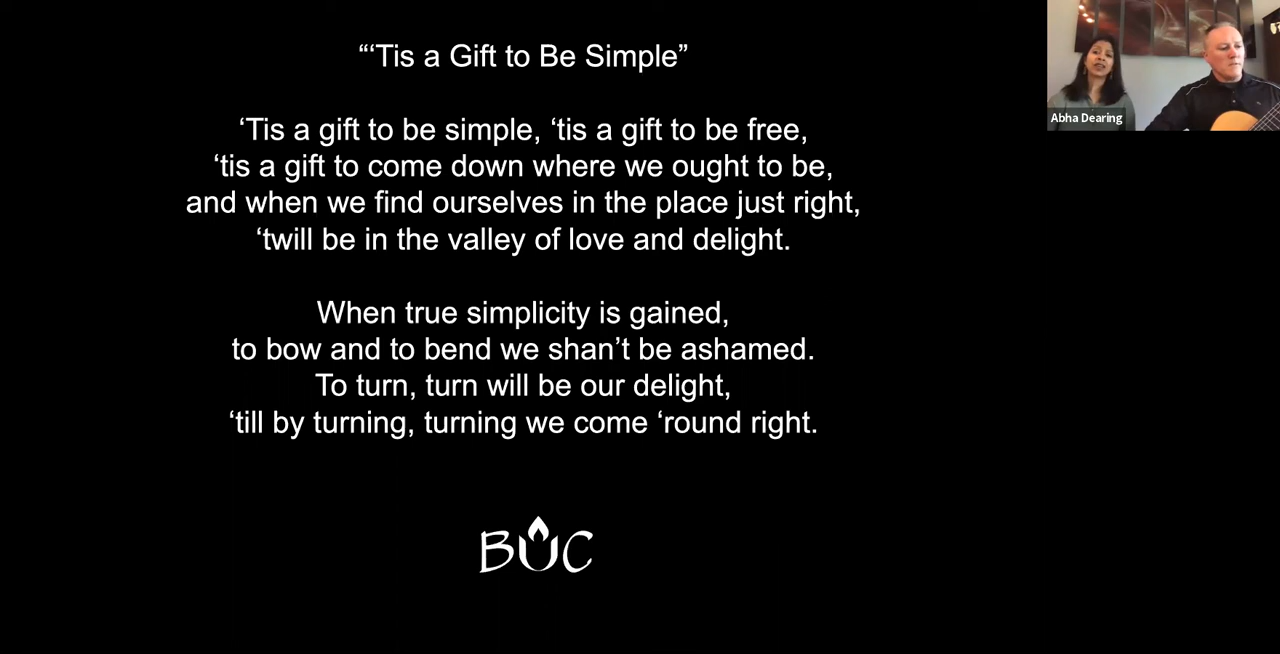 “‘Tis a Gift to Be Simple”
‘Tis a gift to be simple, ‘tis a gift to be free,
‘tis a gift to come down where we ought to be,
and when we find ourselves in the place just right,
‘twill be in the valley of love and delight.
When true simplicity is gained,
to bow and to bend we shan’t be ashamed.
To turn, turn will be our delight,
‘till by turning, turning we come ‘round right.
BUC
Abha Dearing